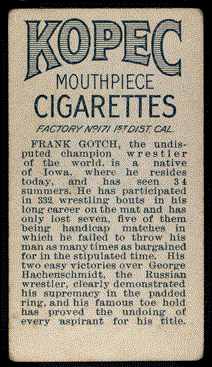 KOPEC
MOUTHPIECE
CIGARETTES
FACTORY Nº171 1ST DIST. CAL.
FRANK GOTCH, the undis-
puted champion wrestler
of the world, is a native
of Iowa, where he resides
today, and has seen 34
summers. He has participated
in 332 wrestling bouts in his
long career on the mat and has
only lost seven, five of them
being handicap matches in
which he failed to throw his
man as many times as bargained
for in the stipulated time. His
two easy victories over George
Hachenschmidt, the Russian
wrestler, clearly demonstrated
his supremacy in the padded
ring, and his famous toe hold
has proved the undoing of
every aspirant for his title.